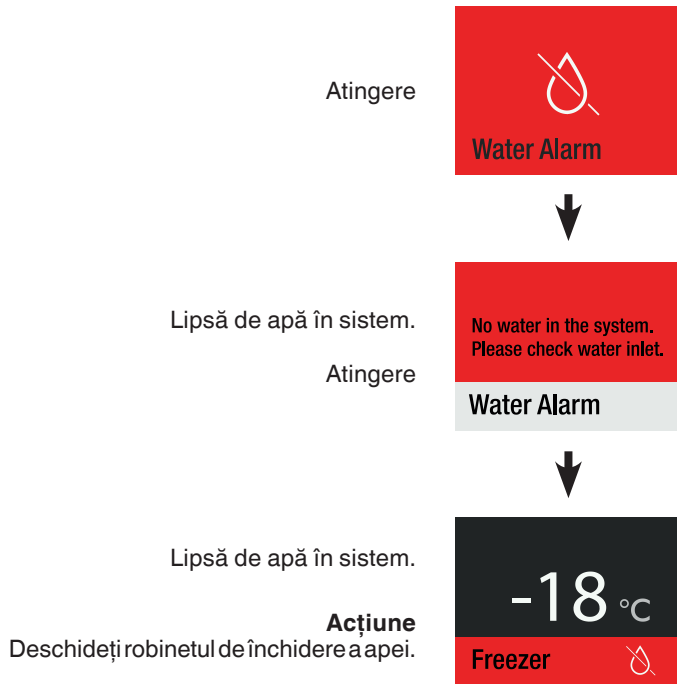 Atingere
Water Alarm
Lipsă de apă în sistem.
No water in the system.
Please check water inlet.
Atingere
Water Alarm
Lipsă de apă în sistem.
-18 °C
Acțiune
Deschideți robinetul de închidere a apei.
Freezer